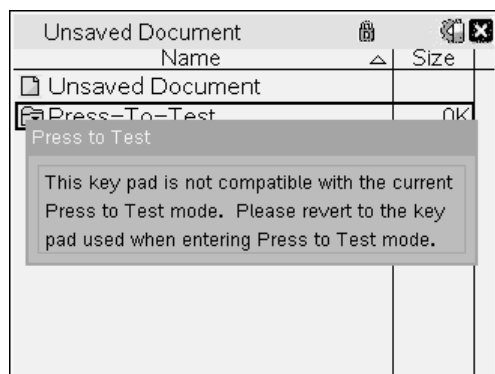 Unsaved Document
Name Size
Unsaved Document
Press-To-Test 0K
Press to Test
This key pad is not compatible with the current
Press to Test mode. Please revert to the key
pad used when entering Press to Test mode.